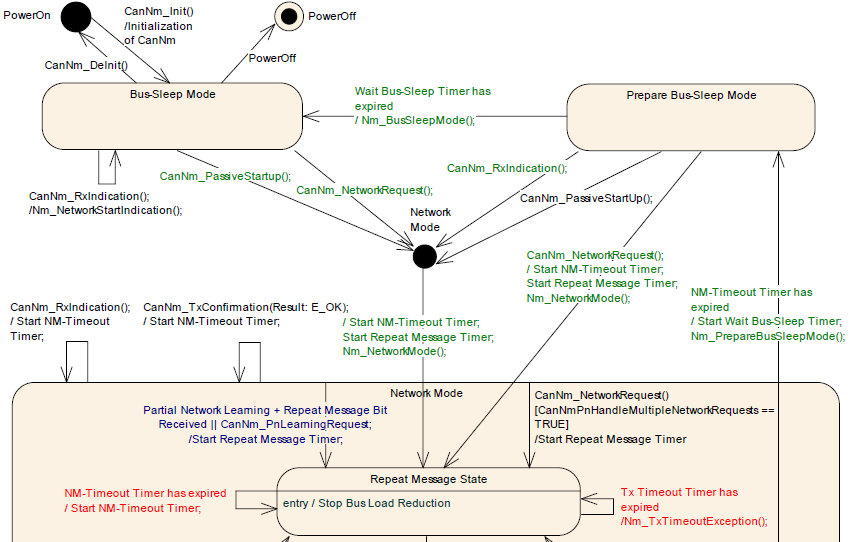 PowerOn
CanNm_Init()
/Initialization
of CanNm
PowerOff
CanNm_DeInit()
PowerOff
Bus-Sleep Mode
Wait Bus-Sleep Timer has
expired
/ Nm_BusSleepMode();
Prepare Bus-Sleep Mode
CanNm_PassiveStartup();
CanNm_NetworkRequest();
CanNm_RxIndication();
CanNm_PassiveStartUp();
CanNm_RxIndication();
/Nm_NetworkStartIndication();
Network
Mode
CanNm_NetworkRequest();
/ Start NM-Timeout Timer;
Start Repeat Message Timer;
Nm_NetworkMode();
NM-Timeout Timer has
expired
/ Start Wait Bus-Sleep Timer;
Nm_PrepareBusSleepMode();
CanNm_RxIndication();
/ Start NM-Timeout
Timer;
CanNm_TxConfirmation(Result: E_OK);
/ Start NM-Timeout Timer;
/ Start NM-Timeout Timer;
Start Repeat Message Timer;
Nm_NetworkMode();
Network Mode
Partial Network Learning + Repeat Message Bit
Received || CanNm_PnLearningRequest;
/Start Repeat Message Timer;
CanNm_NetworkRequest()
[CanNmPnHandleMultipleNetworkRequests ==
TRUE]
/Start Repeat Message Timer
Repeat Message State
entry / Stop Bus Load Reduction
NM-Timeout Timer has expired
/ Start NM-Timeout Timer;
Tx Timeout Timer has
expired
/Nm_TxTimeoutException();